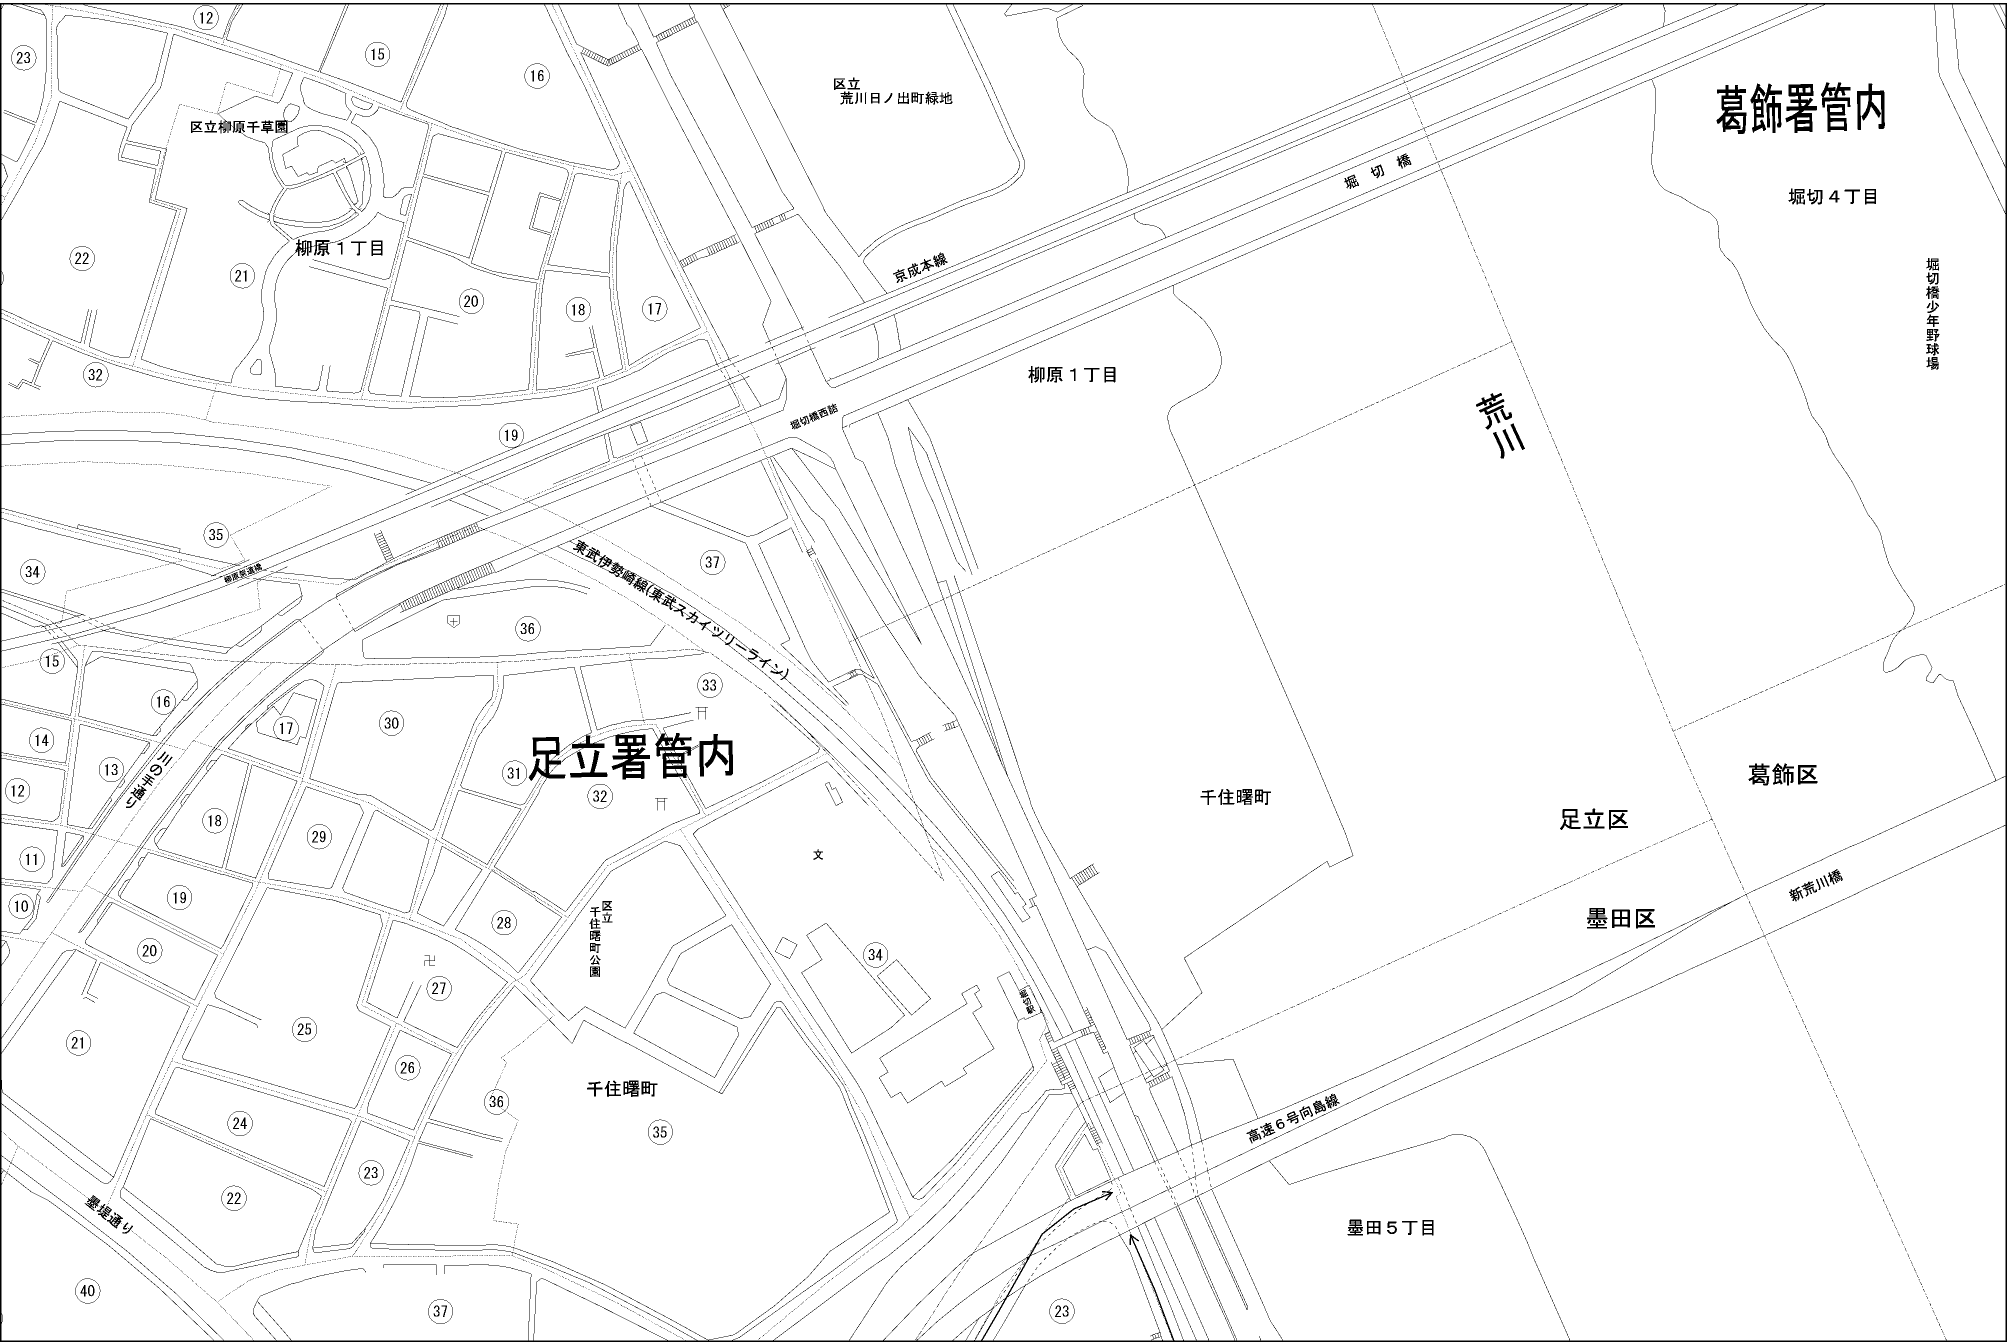 12
23
15
16
区立
荒川日ノ出町緑地
葛飾署管内
区立柳原千草園
堀切橋
堀切４丁目
柳原１丁目
22
21
20
18
17
京成本線
堀切橋少年野球場
32
柳原１丁目
堀切橋西詰
荒川
19
35
34
37
東武伊勢崎線(東武スカイツリーライン)
36
15
16
33
17
30
14
足立署管内
13
31
32
川の手通り
12
千住曙町
葛飾区
足立区
18
29
11
文
新荒川橋
19
10
28
区立
千住曙町公園
墨田区
20
34
27
堀切駅
25
21
26
千住曙町
36
24
35
高速６号向島線
23
22
墨堤通り
墨田５丁目
40
37
23